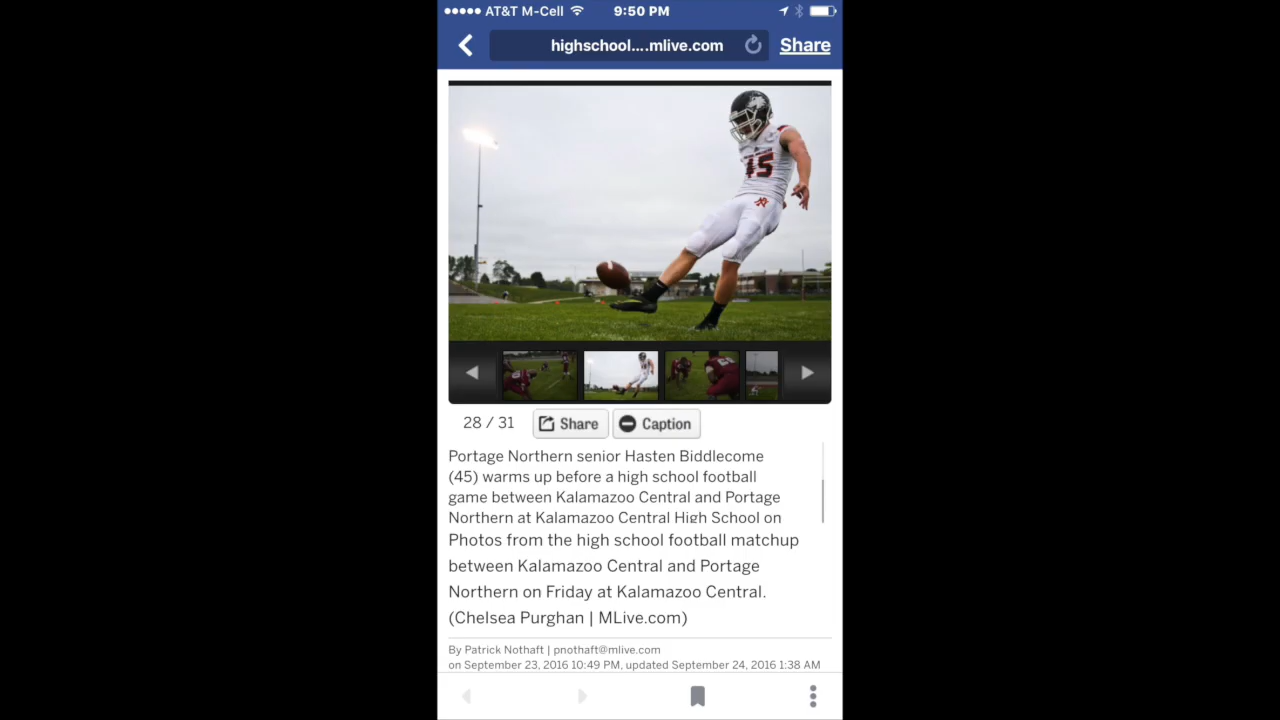 AT&T M-Cell 9:50 PM
highschool....mlive.com Share
45
28 / 31 Share Caption
Portage Northern senior Hasten Biddlecome
(45) warms up before a high school football
game between Kalamazoo Central and Portage
Northern at Kalamazoo Central High School on
Photos from the high school football matchup
between Kalamazoo Central and Portage
Northern on Friday at Kalamazoo Central.
(Chelsea Purghan | MLive.com)
By Patrick Nothaft | pnothaft@mlive.com
on September 23, 2016 10:49 PM, updated September 24, 2016 1:38 AM